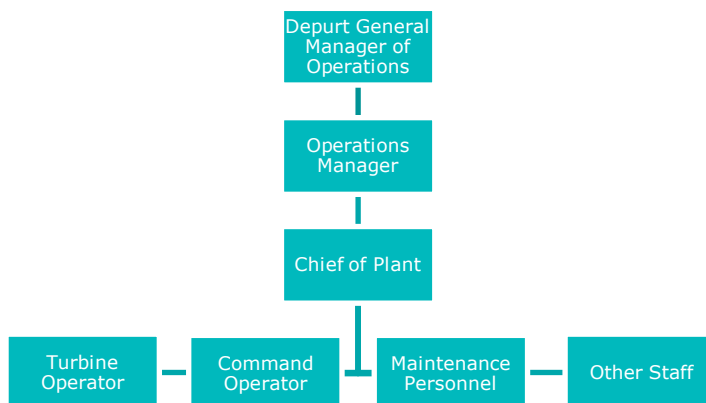 Depurt General
Manager of
Operations
Operations
Manager
Chief of Plant
Turbine
Operator
Command
Operator
Maintenance
Personnel
Other Staff